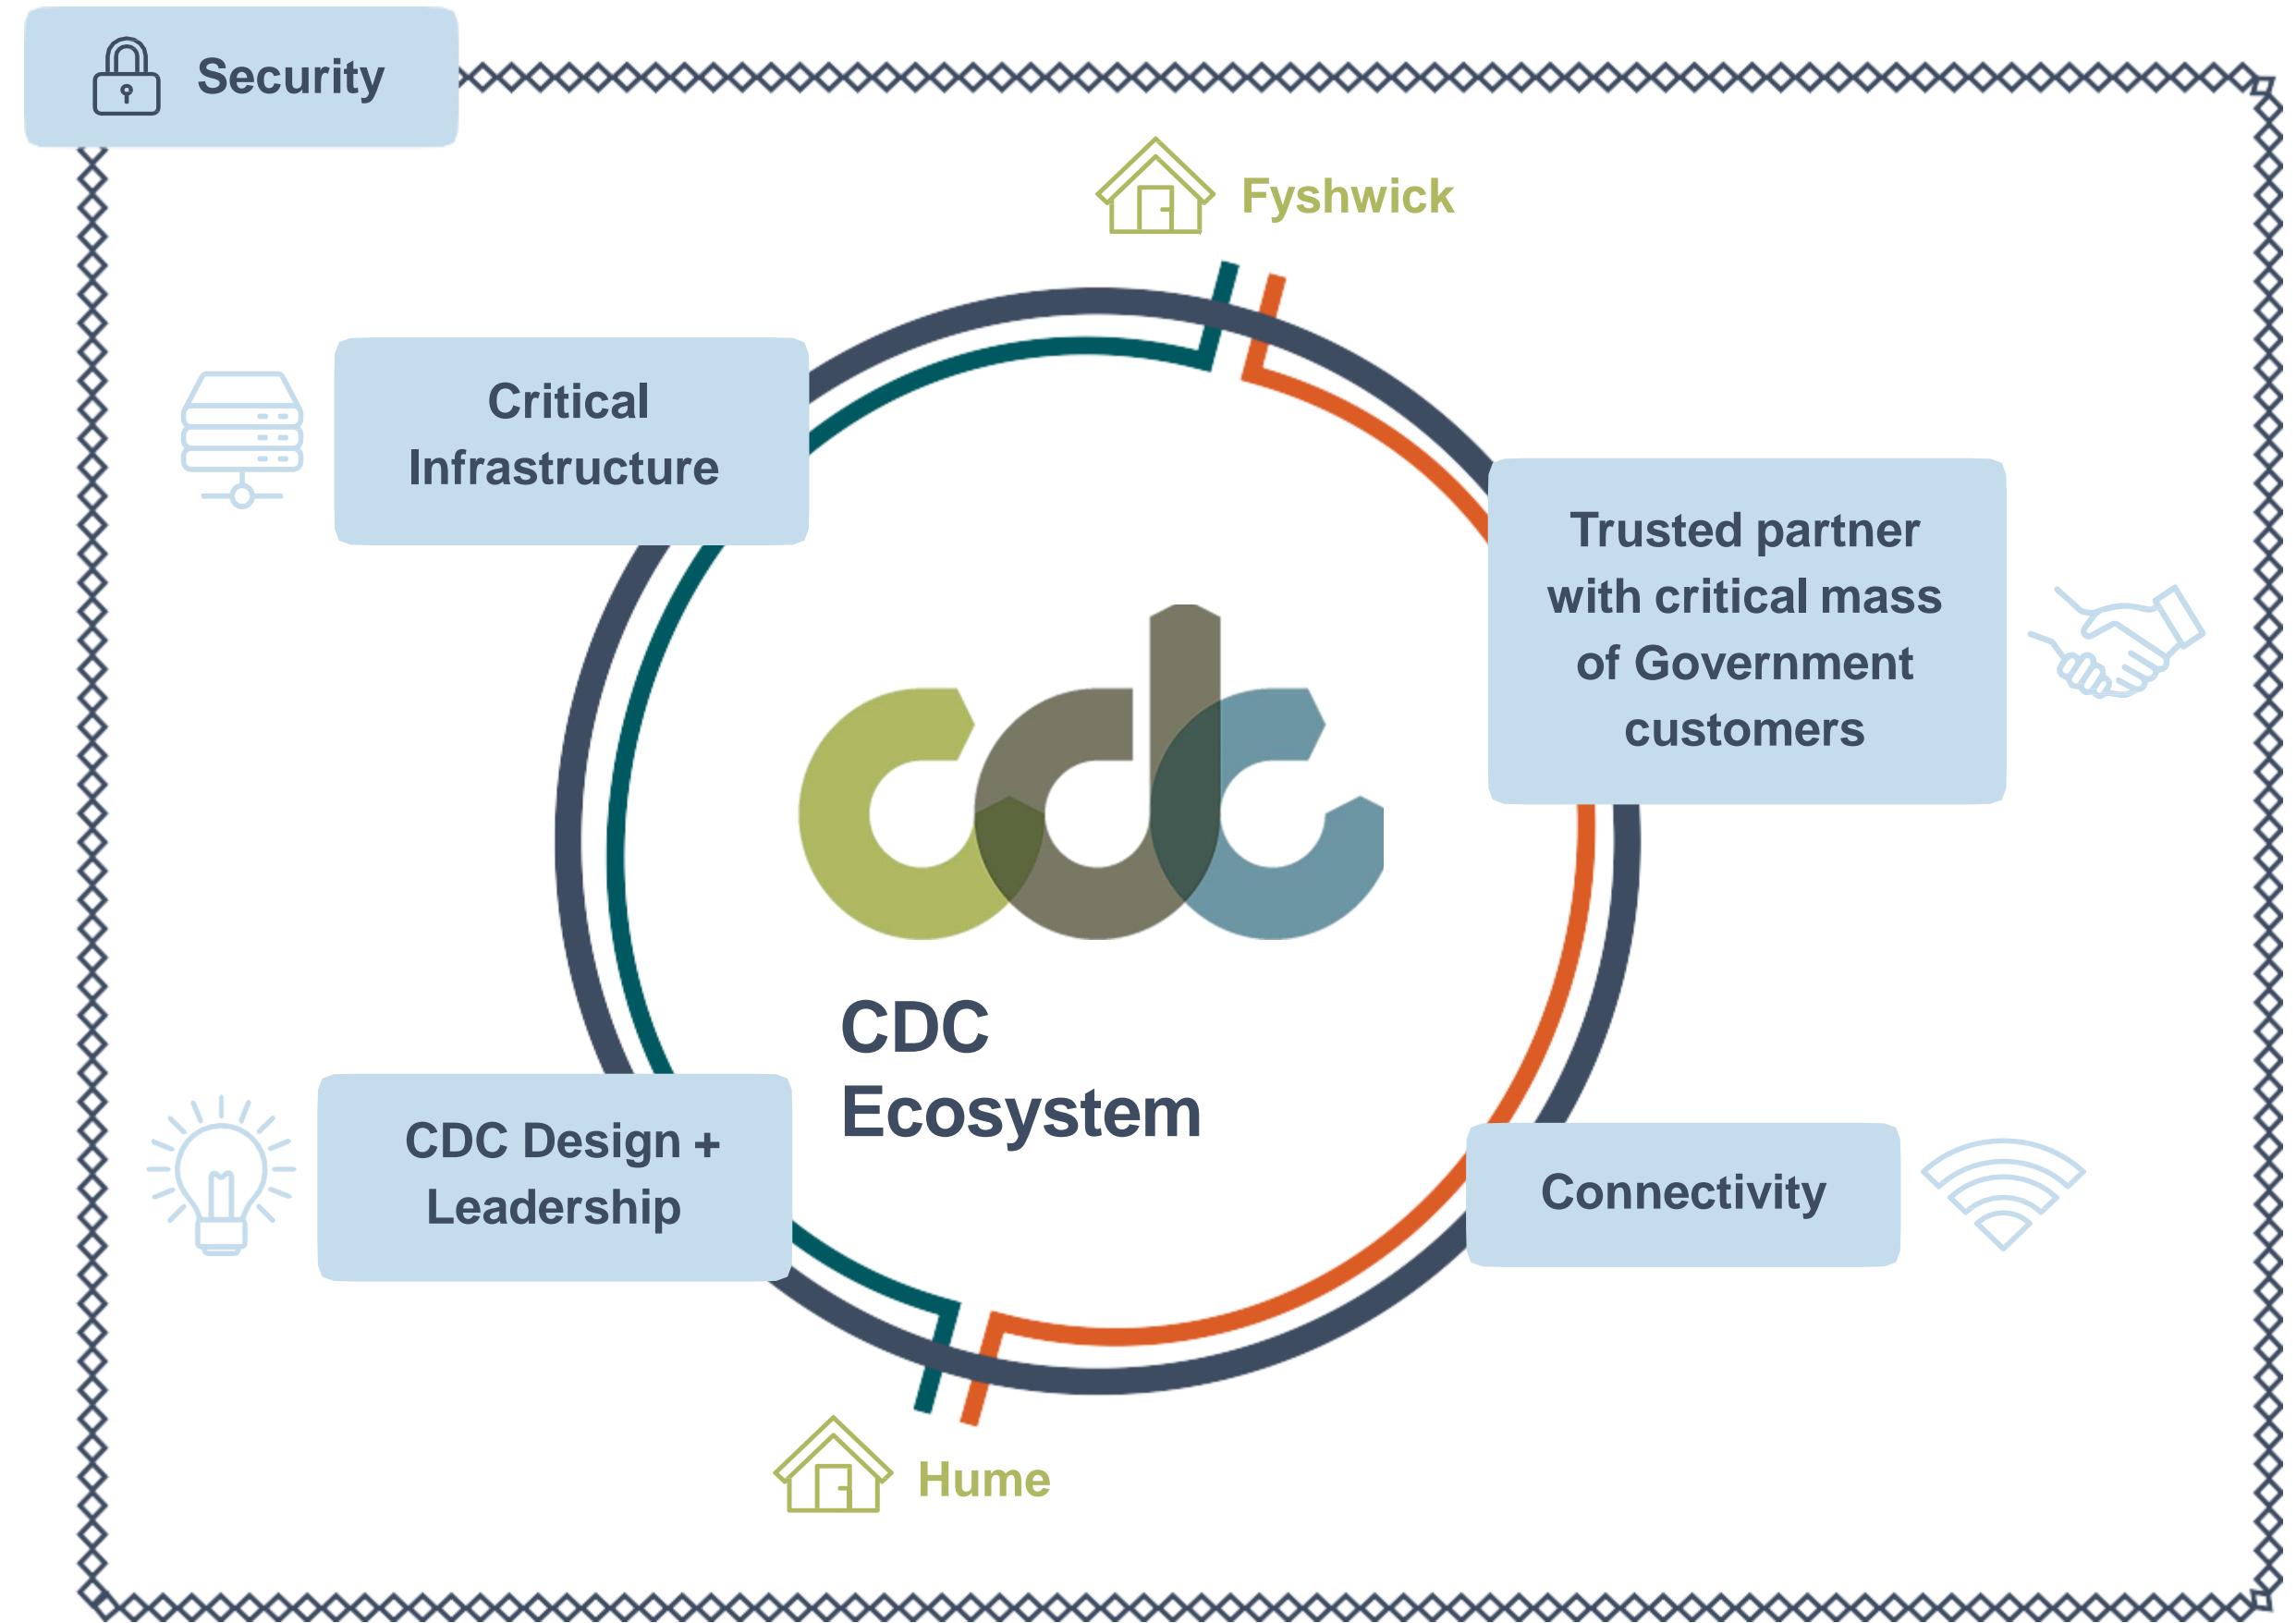 Security
Fyshwick
Critical
Infrastructure
Trusted partner
with critical mass
of Government
customers
cdc
CDC
Ecosystem
CDC Design +
Leadership
Connectivity
Hume